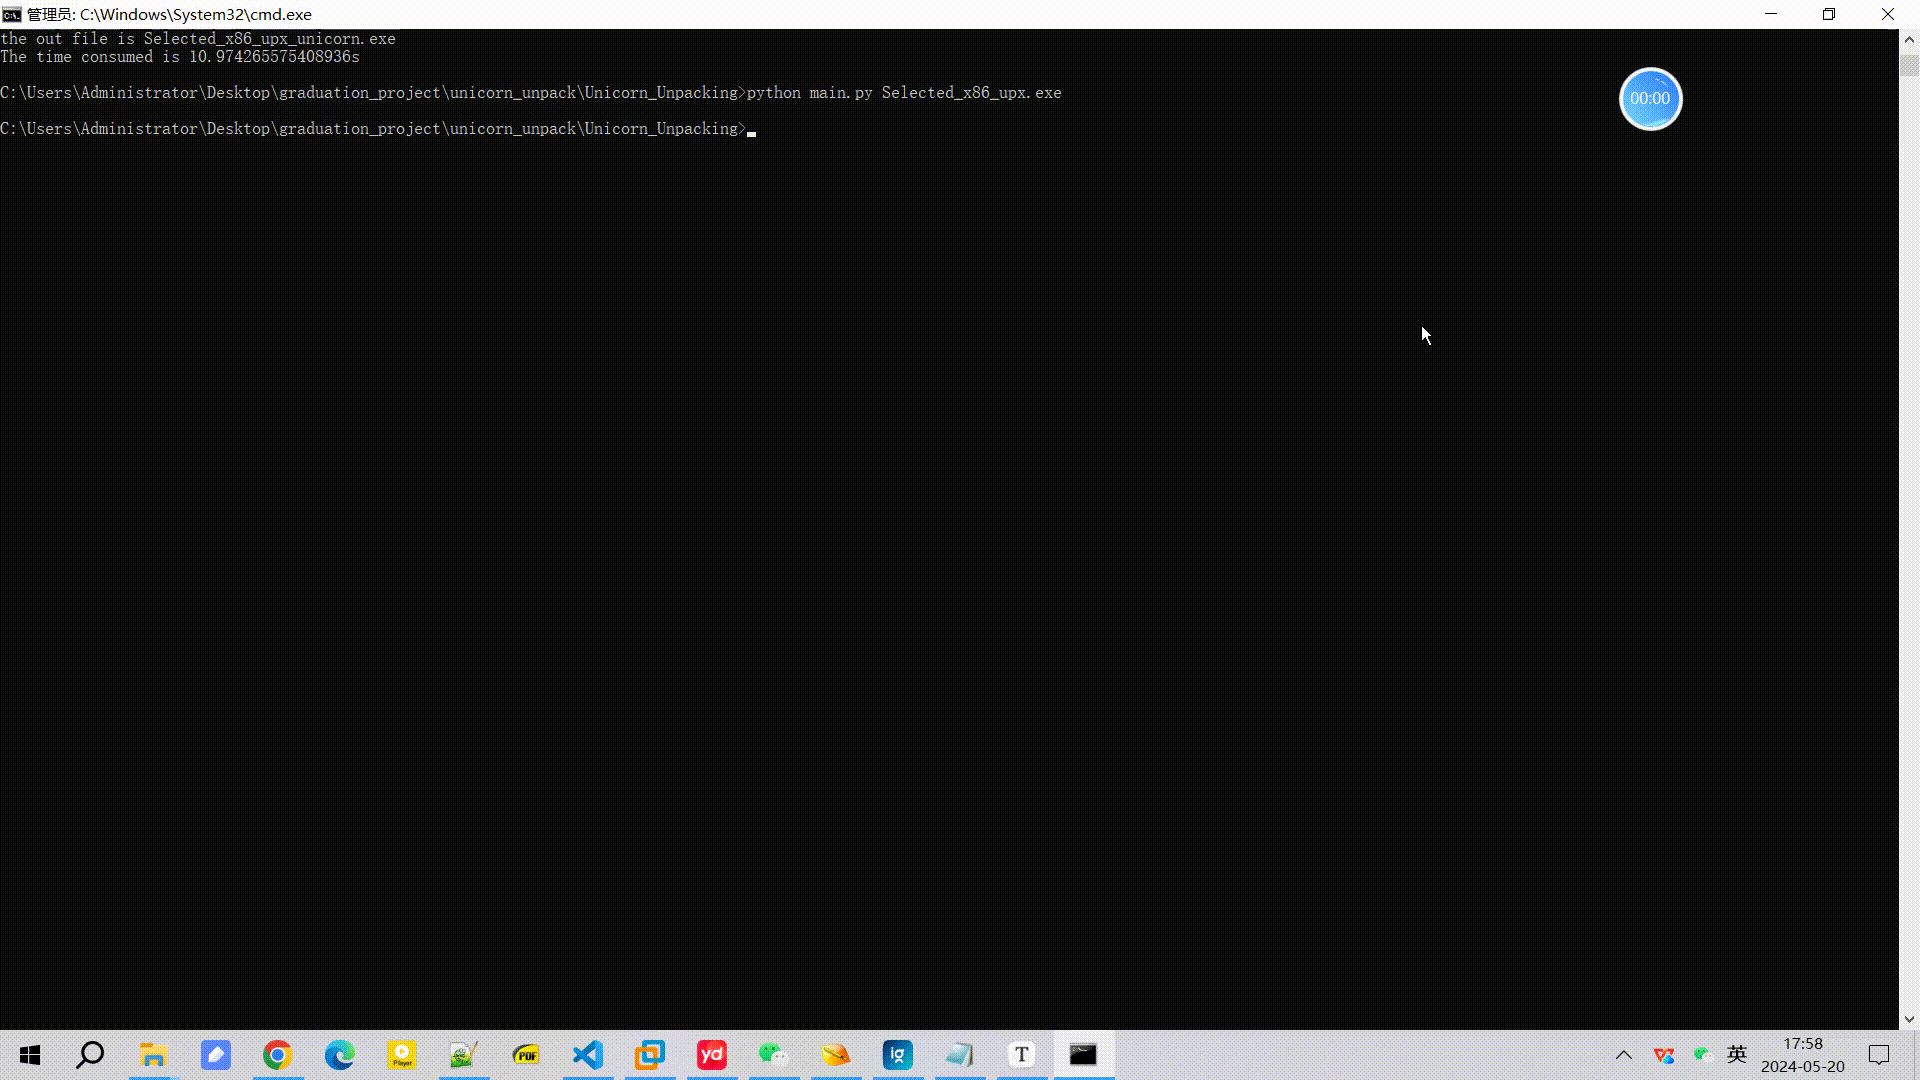 管理员: C:\Windows\System32\cmd.exe
the out file is Selected_x86_upx_unicorn.exe
The time consumed is 10.974265575408936s
C:\Users\Administrator\Desktop\graduation_project\unicorn_unpack\Unicorn_Unpacking>python main.py Selected_x86_upx.exe
00:00
C:\Users\Administrator\Desktop\graduation_project\unicorn_unpack\Unicorn_Unpacking>
Player
PDF
yd
ig
T
英
17:58
2024-05-20